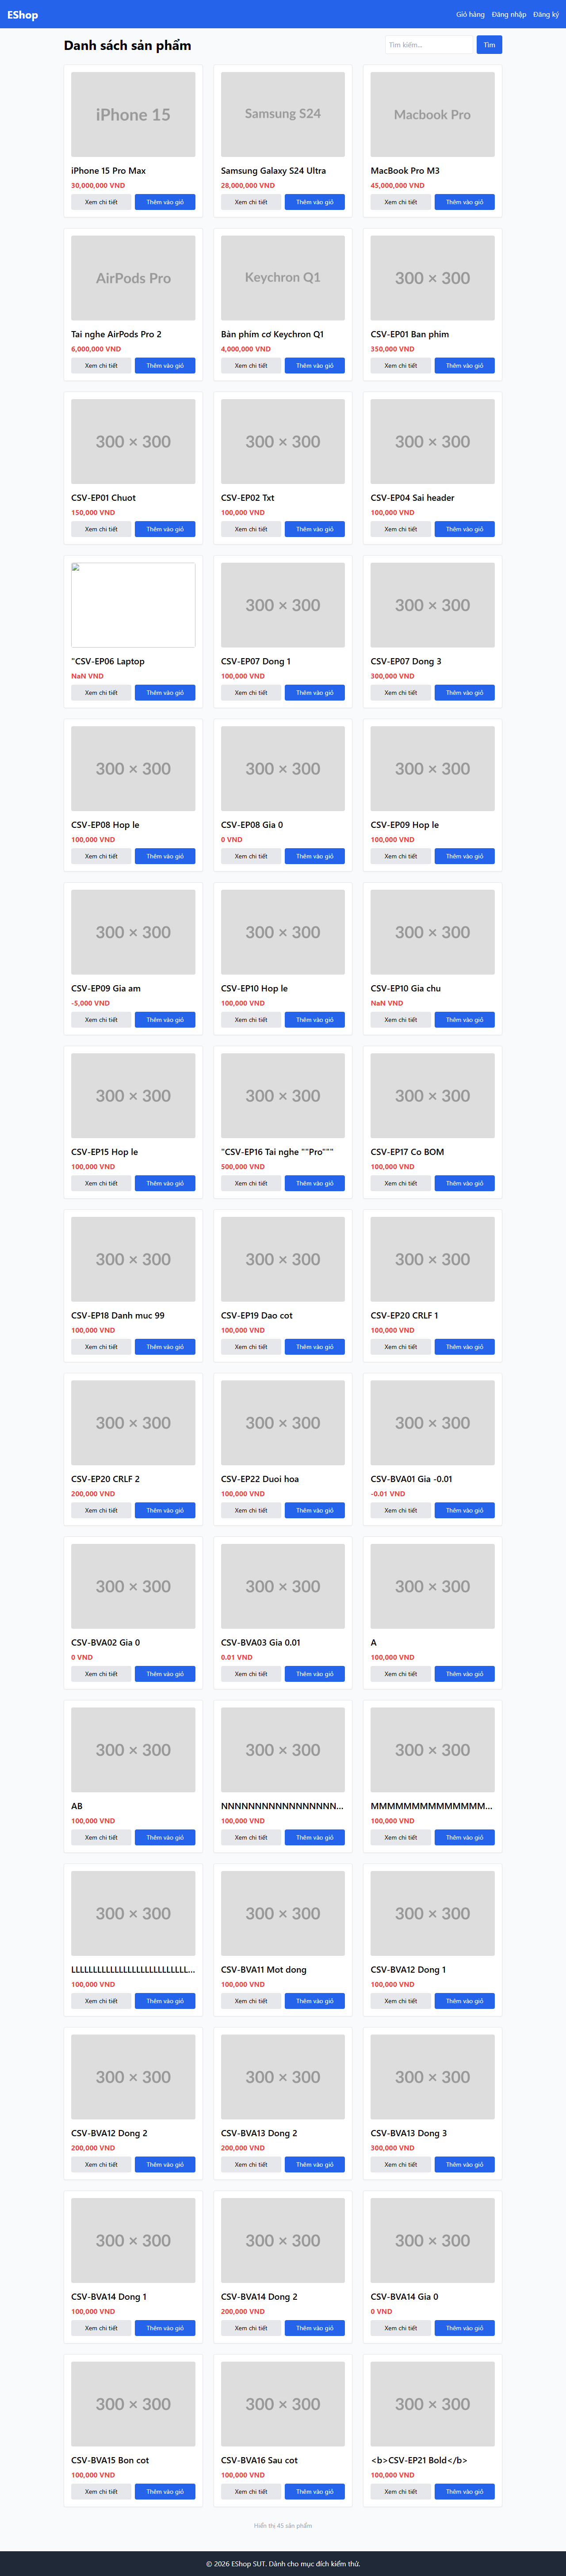 EShop
Giỏ hàng Đăng nhập Đăng ký
Danh sách sản phẩm
Tìm kiếm... Tìm
iPhone 15 Samsung S24 Macbook Pro
iPhone 15 Pro Max Samsung Galaxy S24 Ultra MacBook Pro M3
30,000,000 VND 28,000,000 VND 45,000,000 VND
Xem chi tiết Thêm vào giỏ Xem chi tiết Thêm vào giỏ Xem chi tiết Thêm vào giỏ
AirPods Pro Keychron Q1 300 × 300
Tai nghe AirPods Pro 2 Bàn phím cơ Keychron Q1 CSV-EP01 Ban phim
6,000,000 VND 4,000,000 VND 350,000 VND
Xem chi tiết Thêm vào giỏ Xem chi tiết Thêm vào giỏ Xem chi tiết Thêm vào giỏ
300 × 300 300 × 300 300 × 300
CSV-EP01 Chuot CSV-EP02 Txt CSV-EP04 Sai header
150,000 VND 100,000 VND 100,000 VND
Xem chi tiết Thêm vào giỏ Xem chi tiết Thêm vào giỏ Xem chi tiết Thêm vào giỏ
300 × 300 300 × 300
"CSV-EP06 Laptop CSV-EP07 Dong 1 CSV-EP07 Dong 3
NaN VND 100,000 VND 300,000 VND
Xem chi tiết Thêm vào giỏ Xem chi tiết Thêm vào giỏ Xem chi tiết Thêm vào giỏ
300 × 300 300 × 300 300 × 300
CSV-EP08 Hop le CSV-EP08 Gia 0 CSV-EP09 Hop le
100,000 VND 0 VND 100,000 VND
Xem chi tiết Thêm vào giỏ Xem chi tiết Thêm vào giỏ Xem chi tiết Thêm vào giỏ
300 × 300 300 × 300 300 × 300
CSV-EP09 Gia am CSV-EP10 Hop le CSV-EP10 Gia chu
-5,000 VND 100,000 VND NaN VND
Xem chi tiết Thêm vào giỏ Xem chi tiết Thêm vào giỏ Xem chi tiết Thêm vào giỏ
300 × 300 300 × 300 300 × 300
CSV-EP15 Hop le "CSV-EP16 Tai nghe ""Pro""" CSV-EP17 Co BOM
100,000 VND 500,000 VND 100,000 VND
Xem chi tiết Thêm vào giỏ Xem chi tiết Thêm vào giỏ Xem chi tiết Thêm vào giỏ
300 × 300 300 × 300 300 × 300
CSV-EP18 Danh muc 99 CSV-EP19 Dao cot CSV-EP20 CRLF 1
100,000 VND 100,000 VND 100,000 VND
Xem chi tiết Thêm vào giỏ Xem chi tiết Thêm vào giỏ Xem chi tiết Thêm vào giỏ
300 × 300 300 × 300 300 × 300
CSV-EP20 CRLF 2 CSV-EP22 Duoi hoa CSV-BVA01 Gia -0.01
200,000 VND 100,000 VND -0.01 VND
Xem chi tiết Thêm vào giỏ Xem chi tiết Thêm vào giỏ Xem chi tiết Thêm vào giỏ
300 × 300 300 × 300 300 × 300
CSV-BVA02 Gia 0 CSV-BVA03 Gia 0.01 A
0 VND 0.01 VND 100,000 VND
Xem chi tiết Thêm vào giỏ Xem chi tiết Thêm vào giỏ Xem chi tiết Thêm vào giỏ
300 × 300 300 × 300 300 × 300
AB NNNNNNNNNNNNNNNNN... MMMMMMMMMMMMMM...
100,000 VND 100,000 VND 100,000 VND
Xem chi tiết Thêm vào giỏ Xem chi tiết Thêm vào giỏ Xem chi tiết Thêm vào giỏ
300 × 300 300 × 300 300 × 300
LLLLLLLLLLLLLLLLLLLLLLLLLLL... CSV-BVA11 Mot dong CSV-BVA12 Dong 1
100,000 VND 100,000 VND 100,000 VND
Xem chi tiết Thêm vào giỏ Xem chi tiết Thêm vào giỏ Xem chi tiết Thêm vào giỏ
300 × 300 300 × 300 300 × 300
CSV-BVA12 Dong 2 CSV-BVA13 Dong 2 CSV-BVA13 Dong 3
200,000 VND 200,000 VND 300,000 VND
Xem chi tiết Thêm vào giỏ Xem chi tiết Thêm vào giỏ Xem chi tiết Thêm vào giỏ
300 × 300 300 × 300 300 × 300
CSV-BVA14 Dong 1 CSV-BVA14 Dong 2 CSV-BVA14 Gia 0
100,000 VND 200,000 VND 0 VND
Xem chi tiết Thêm vào giỏ Xem chi tiết Thêm vào giỏ Xem chi tiết Thêm vào giỏ
300 × 300 300 × 300 300 × 300
CSV-BVA15 Bon cot CSV-BVA16 Sau cot <b>CSV-EP21 Bold</b>
100,000 VND 100,000 VND 100,000 VND
Xem chi tiết Thêm vào giỏ Xem chi tiết Thêm vào giỏ Xem chi tiết Thêm vào giỏ
Hiển thị 45 sản phẩm
© 2026 EShop SUT. Dành cho mục đích kiểm thử.